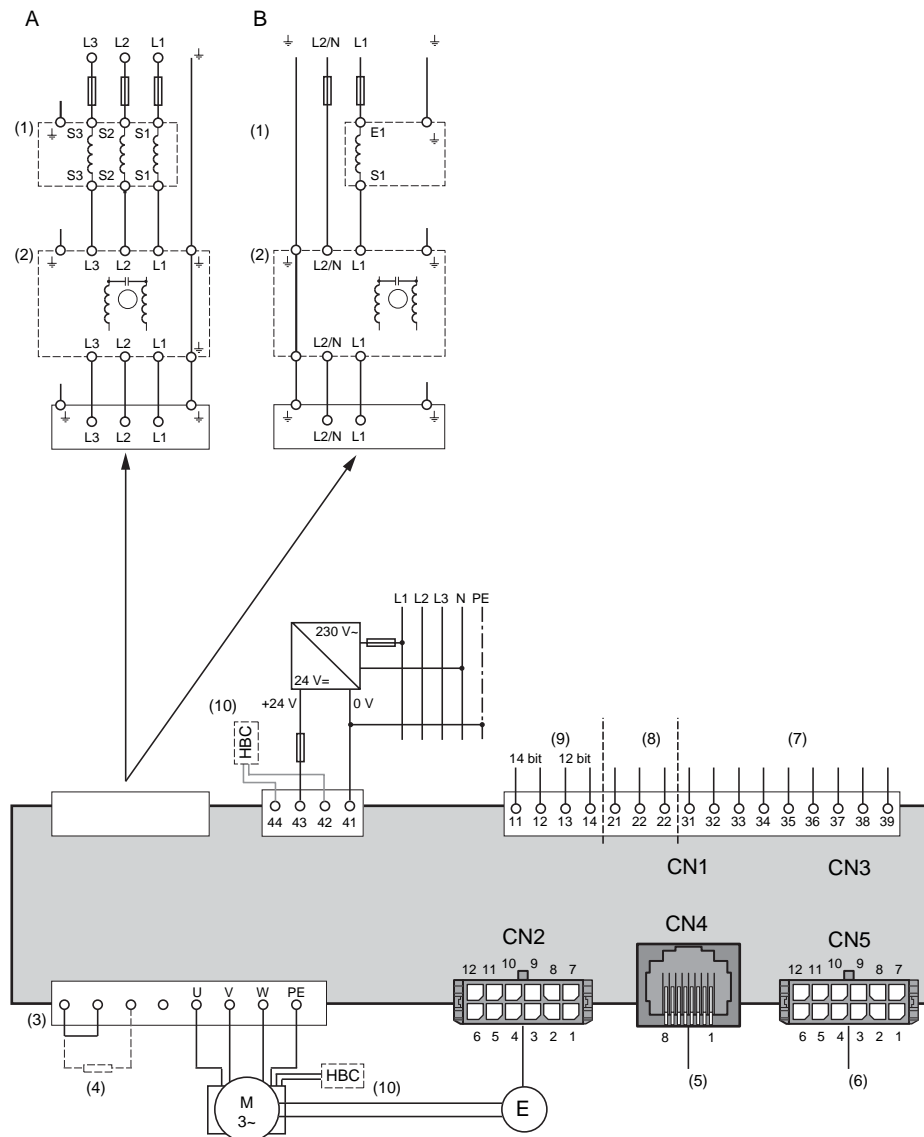 A B
L3 L2 L1 L2/N L1
(1) S3 S2 S1 (1) E1
S3 S2 S1 S1
(2) L3 L2 L1 (2) L2/N L1
L3 L2 L1 L2/N L1
L3 L2 L1 L2/N L1
L1 L2 L3 N PE
230 V~
24 V=
+24 V 0 V
(10)
HBC
(9) (8) (7)
14 bit 12 bit
44 43 42 41 11 12 13 14 21 22 22 31 32 33 34 35 36 37 38 39
CN1 CN3
CN2 CN4 CN5
12 11 10 9 8 7 12 11 10 9 8 7
(3) U V W PE
6 5 4 3 2 1 8 1 6 5 4 3 2 1
(4) HBC (10) (5) (6)
M
3~
E